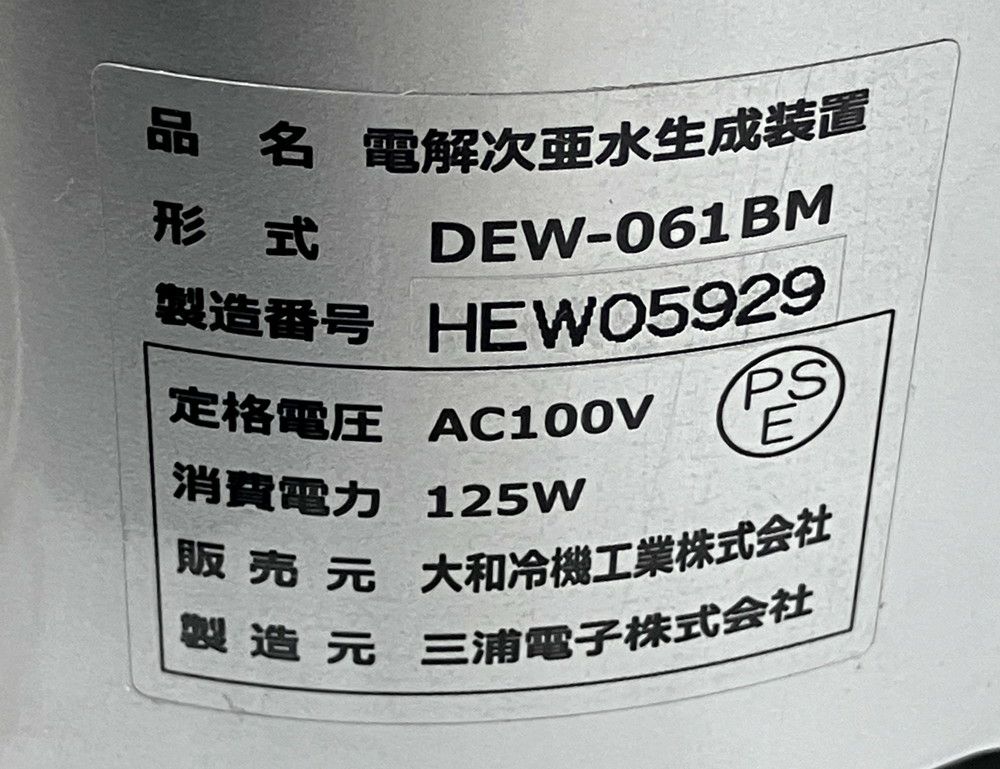 品名 電解次亜水生成装置
形式 DEW-061BM
製造番号 HEW05929
定格電圧 AC100V
PSE
消費電力 125W
販売元 大和冷機工業株式会社
製造元 三浦電子株式会社